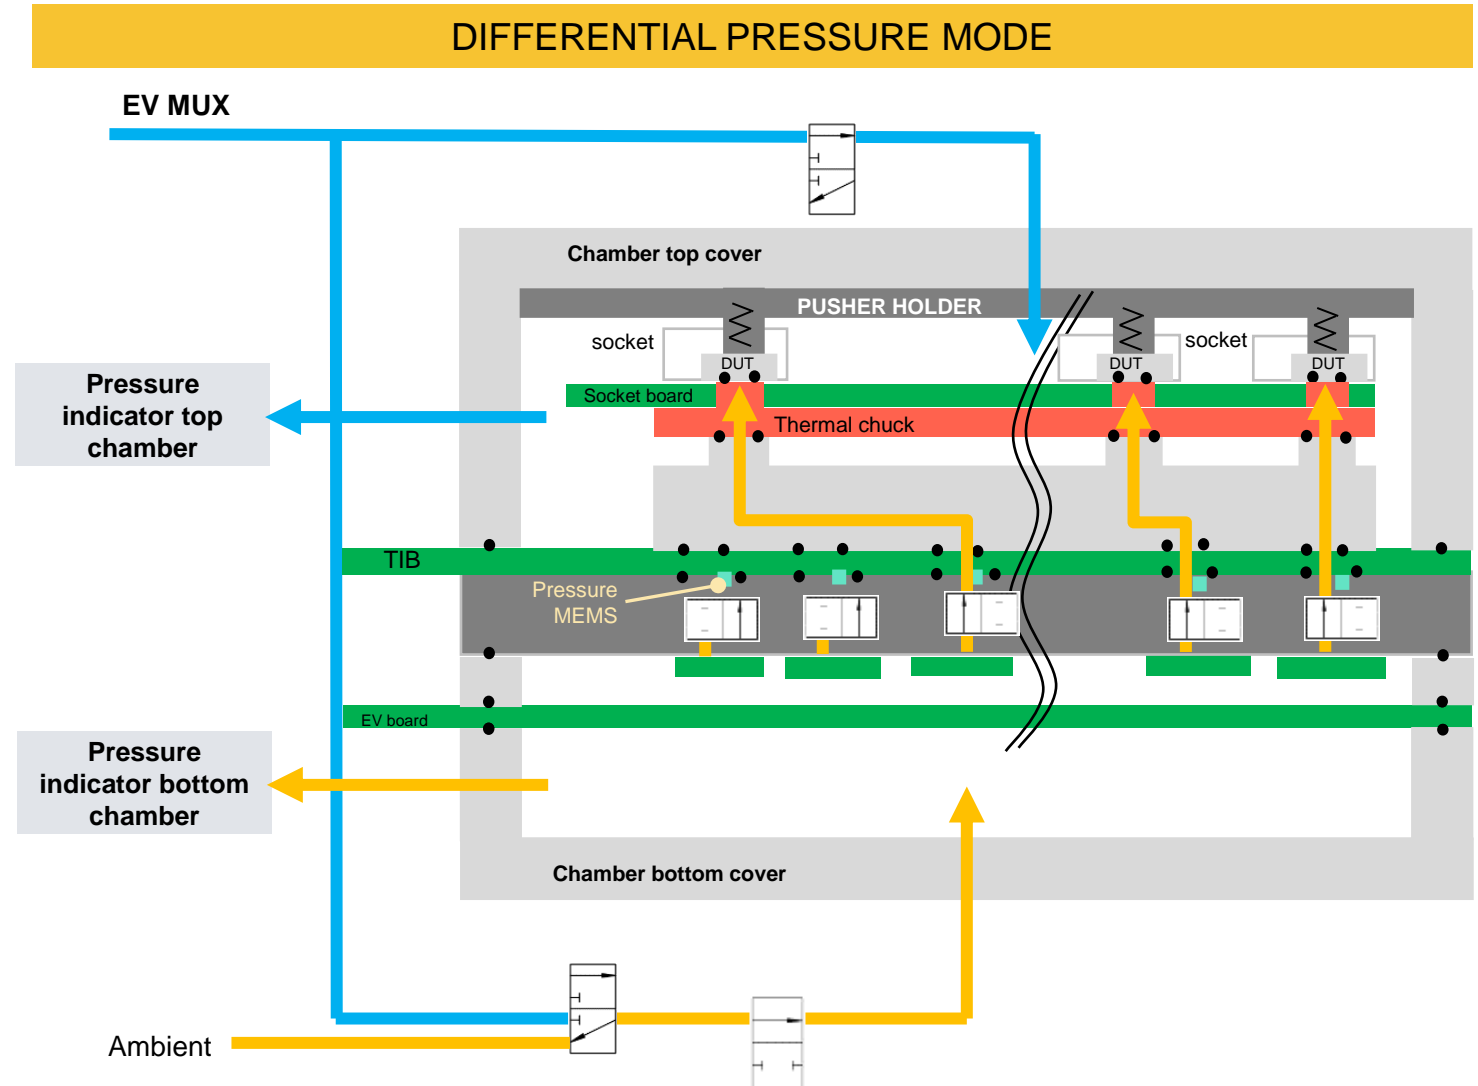 DIFFERENTIAL PRESSURE MODE
EV MUX
Chamber top cover
PUSHER HOLDER
socket
socket
DUT
DUT
DUT
Pressure
indicator top
chamber
Socket board
Thermal chuck
TIB
Pressure
MEMS
EV board
Pressure
indicator bottom
chamber
Chamber bottom cover
Ambient